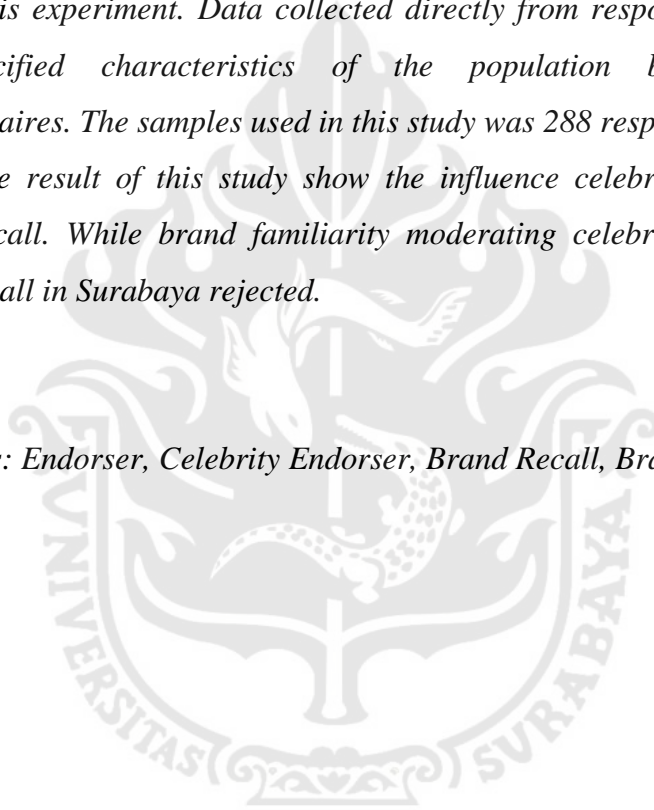 is experiment. Data collected directly from respo
cified characteristics of the population b
aires. The samples used in this study was 288 resp
e result of this study show the influence celebr
call. While brand familiarity moderating celebr
all in Surabaya rejected.
: Endorser, Celebrity Endorser, Brand Recall, Bra
UNIVERSITAS SURABAYA